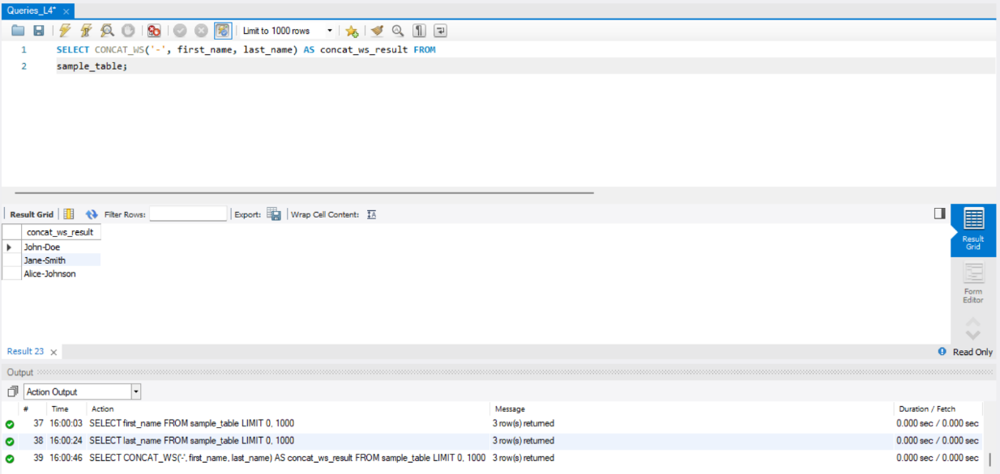 Queries_L4*
Limit to 1000 rows
1 SELECT CONCAT_WS('-', first_name, last_name) AS concat_ws_result FROM
2 sample_table;
Result Grid Filter Rows: Export: Wrap Cell Content:
concat_ws_result
John-Doe
Jane-Smith
Alice-Johnson
Result
Grid
Form
Editor
Result 23
Read Only
Output
Action Output
# Time Action Message Duration / Fetch
37 16:00:03 SELECT first_name FROM sample_table LIMIT 0, 1000 3 row(s) returned 0.000 sec / 0.000 sec
38 16:00:24 SELECT last_name FROM sample_table LIMIT 0, 1000 3 row(s) returned 0.000 sec / 0.000 sec
39 16:00:46 SELECT CONCAT_WS('-', first_name, last_name) AS concat_ws_result FROM sample_table LIMIT 0, 1000 3 row(s) returned 0.000 sec / 0.000 sec